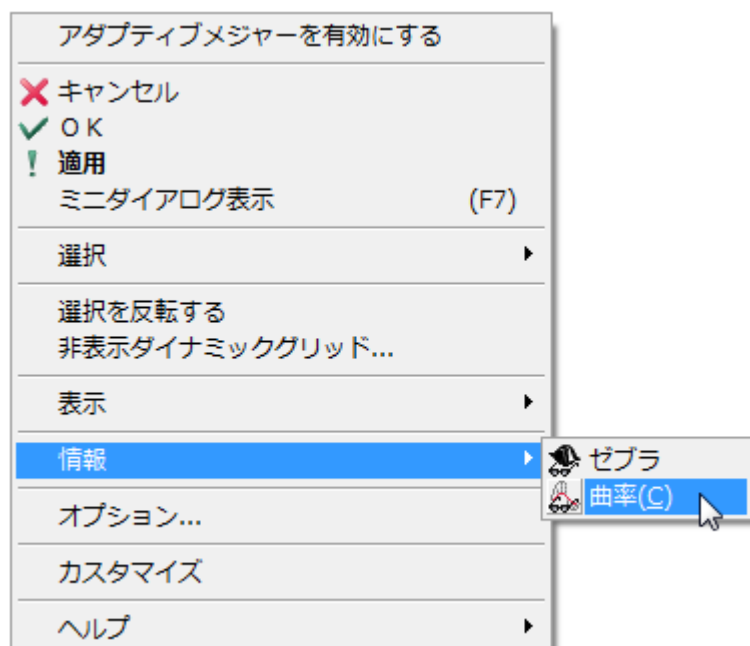 アダプティブメジャーを有効にする
キャンセル
ＯＫ
適用
ミニダイアログ表示 (F7)
選択
選択を反転する
非表示ダイナミックグリッド...
表示
情報
ゼブラ
曲率(C)
オプション...
カスタマイズ
ヘルプ